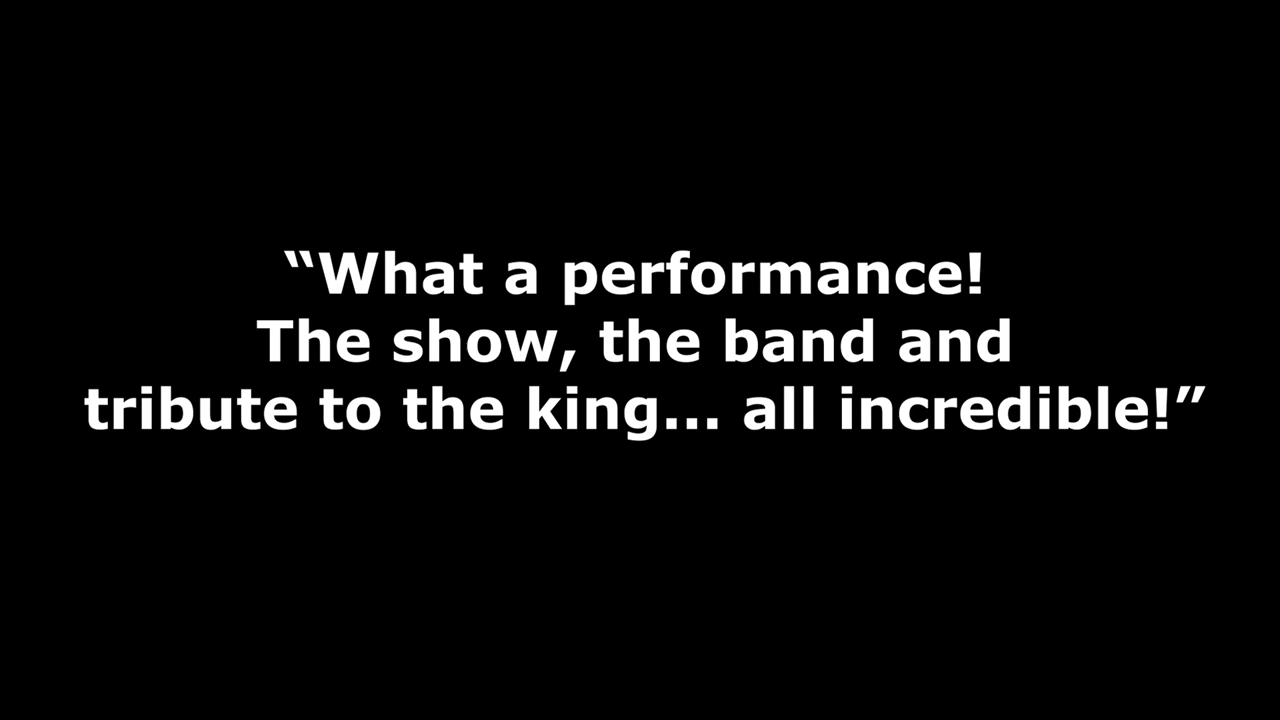 “What a performance!
The show, the band and
tribute to the king... all incredible!”